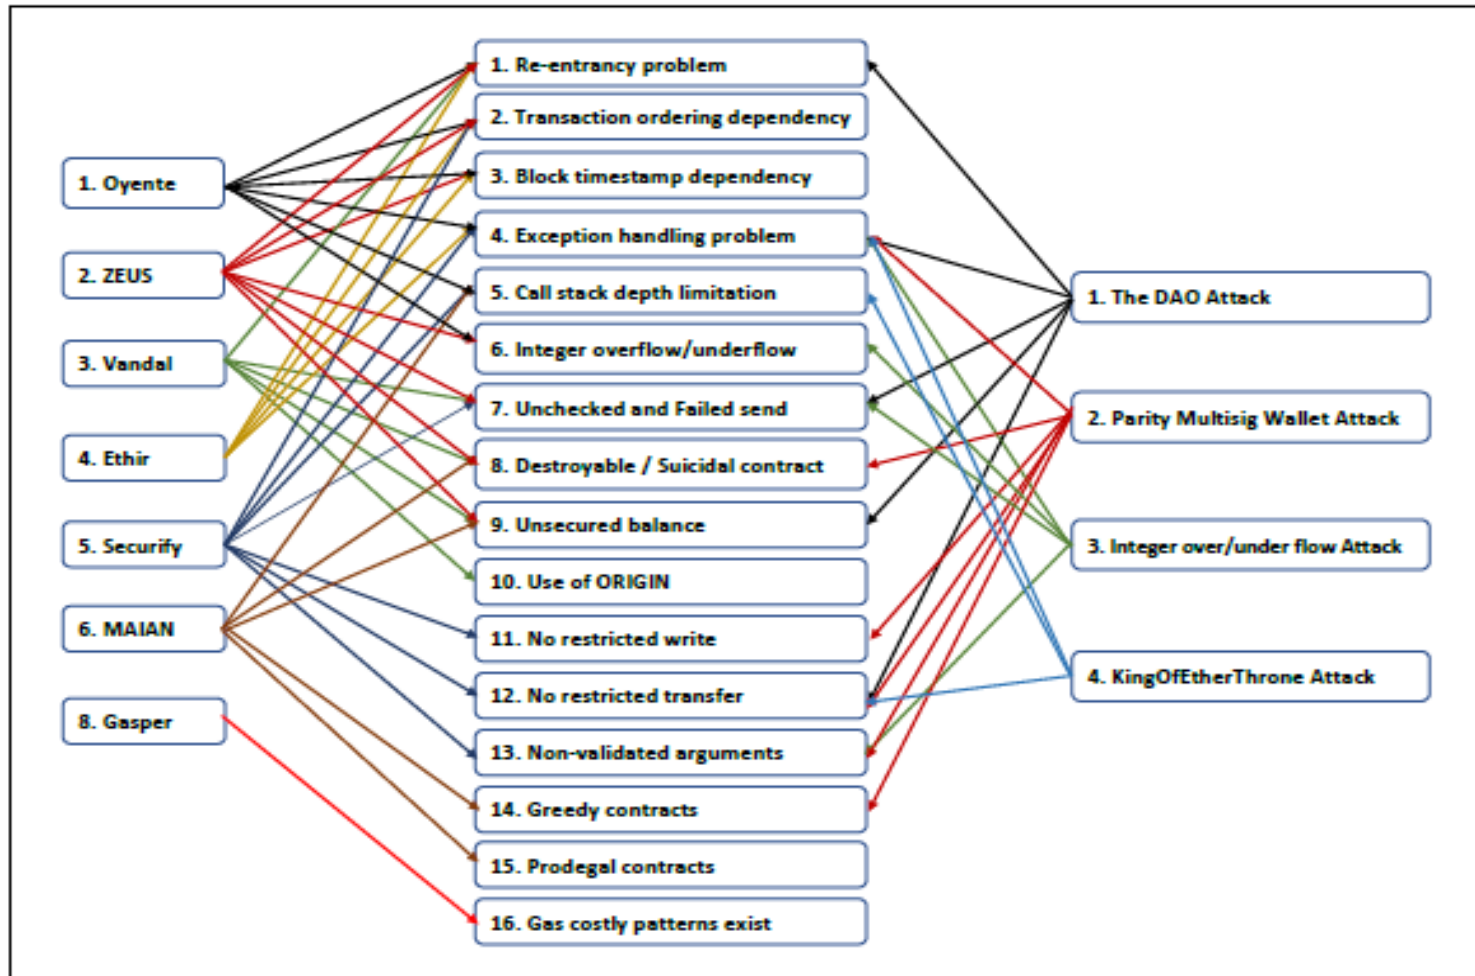 1. Oyente
2. ZEUS
3. Vandal
4. Ethir
5. Securify
6. MAIAN
8. Gasper
1. Re-entrancy problem
2. Transaction ordering dependency
3. Block timestamp dependency
4. Exception handling problem
5. Call stack depth limitation
6. Integer overflow/underflow
7. Unchecked and Failed send
8. Destroyable / Suicidal contract
9. Unsecured balance
10. Use of ORIGIN
11. No restricted write
12. No restricted transfer
13. Non-validated arguments
14. Greedy contracts
15. Prodegal contracts
16. Gas costly patterns exist
1. The DAO Attack
2. Parity Multisig Wallet Attack
3. Integer over/under flow Attack
4. KingOfEtherThrone Attack